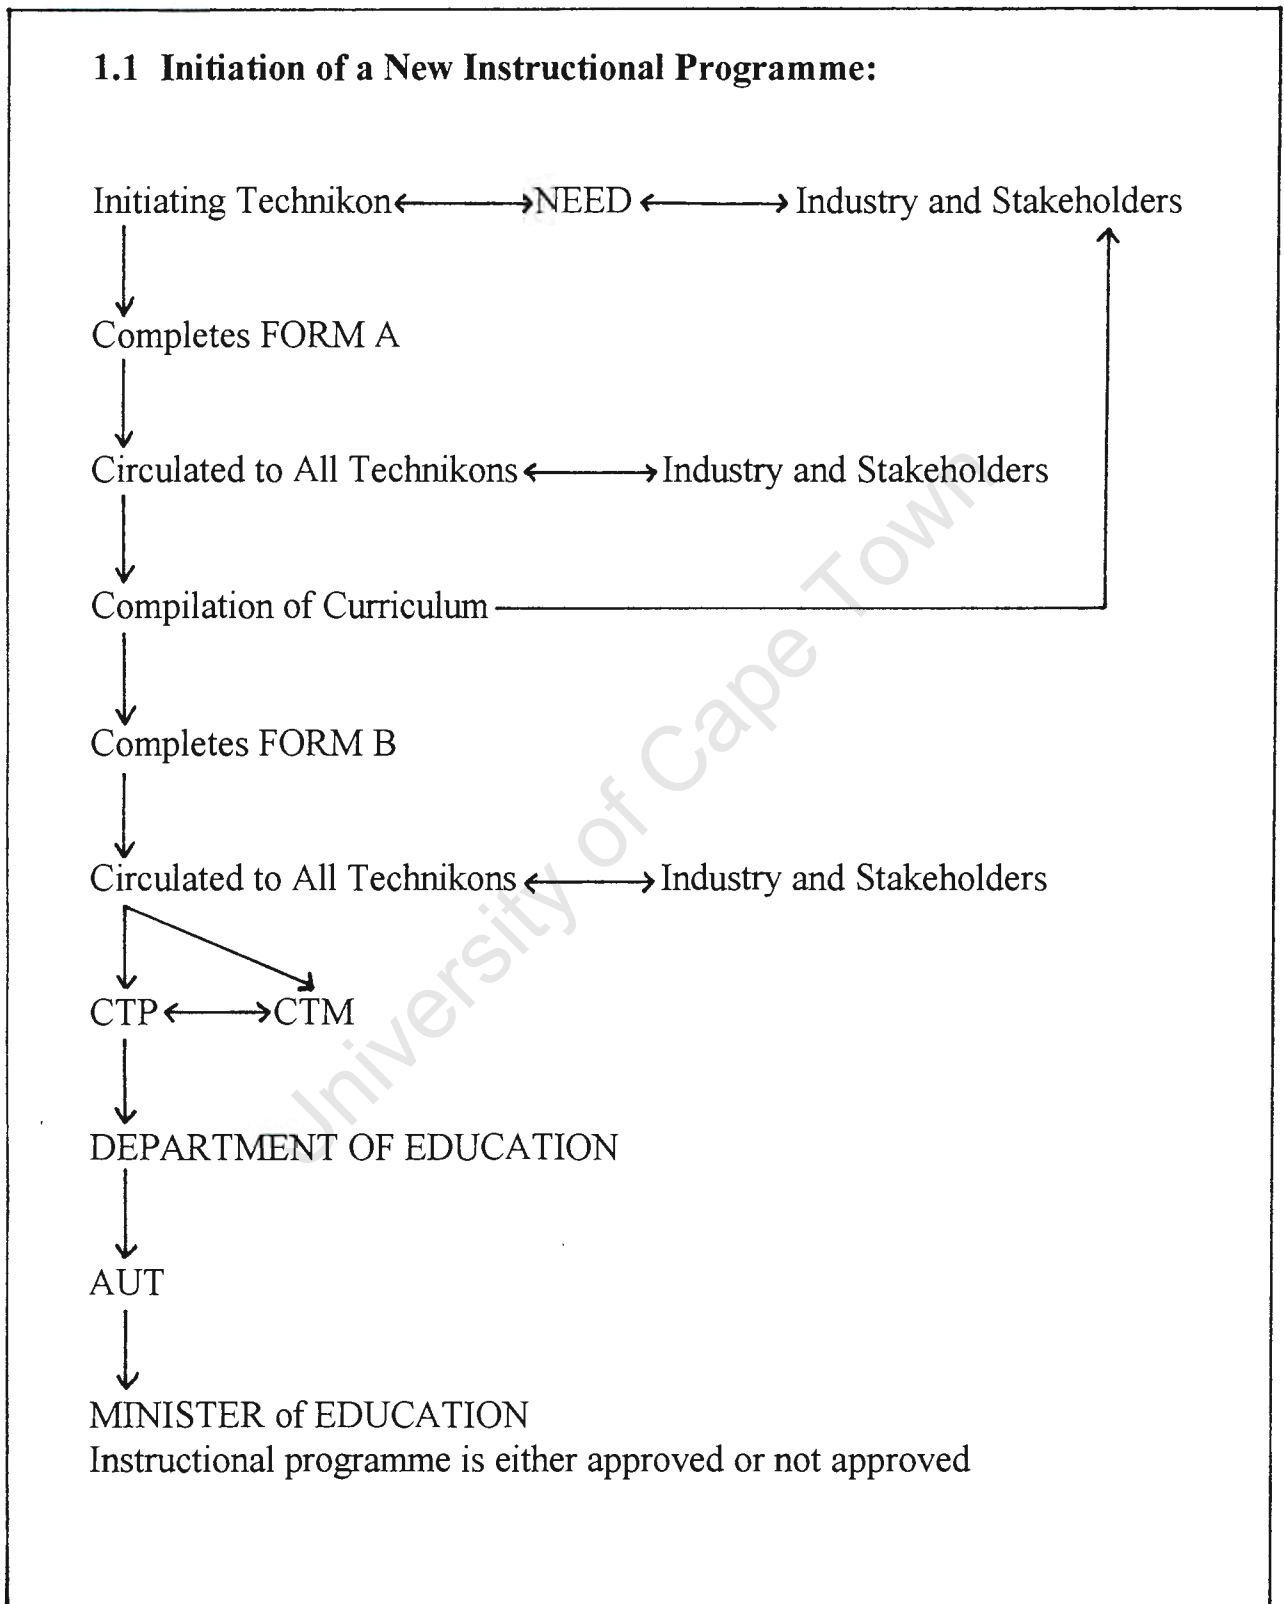 1.1 Initiation of a New Instructional Programme:
Initiating Technikon NEED Industry and Stakeholders
Completes FORM A
Circulated to All Technikons Industry and Stakeholders
Compilation of Curriculum
Completes FORM B
Circulated to All Technikons Industry and Stakeholders
CTP CTM
DEPARTMENT OF EDUCATION
AUT
MINISTER of EDUCATION
Instructional programme is either approved or not approved
University of Cape Town